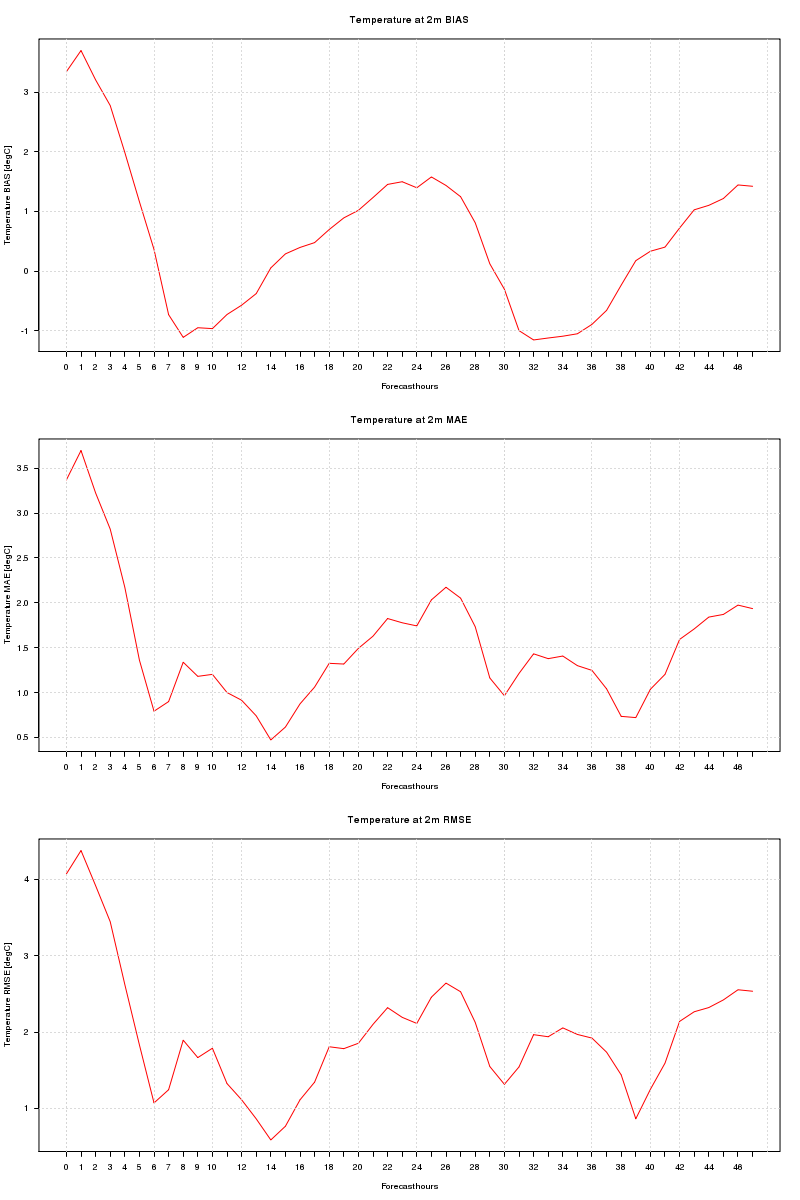 Temperature at 2m BIAS
Temperature BIAS [degC]
3
2
1
0
-1
0 1 2 3 4 5 6 7 8 9 10 12 14 16 18 20 22 24 26 28 30 32 34 36 38 40 42 44 46
Forecasthours
Temperature at 2m MAE
Temperature MAE [degC]
3.5
3.0
2.5
2.0
1.5
1.0
0.5
0 1 2 3 4 5 6 7 8 9 10 12 14 16 18 20 22 24 26 28 30 32 34 36 38 40 42 44 46
Forecasthours
Temperature at 2m RMSE
Temperature RMSE [degC]
4
3
2
1
0 1 2 3 4 5 6 7 8 9 10 12 14 16 18 20 22 24 26 28 30 32 34 36 38 40 42 44 46
Forecasthours